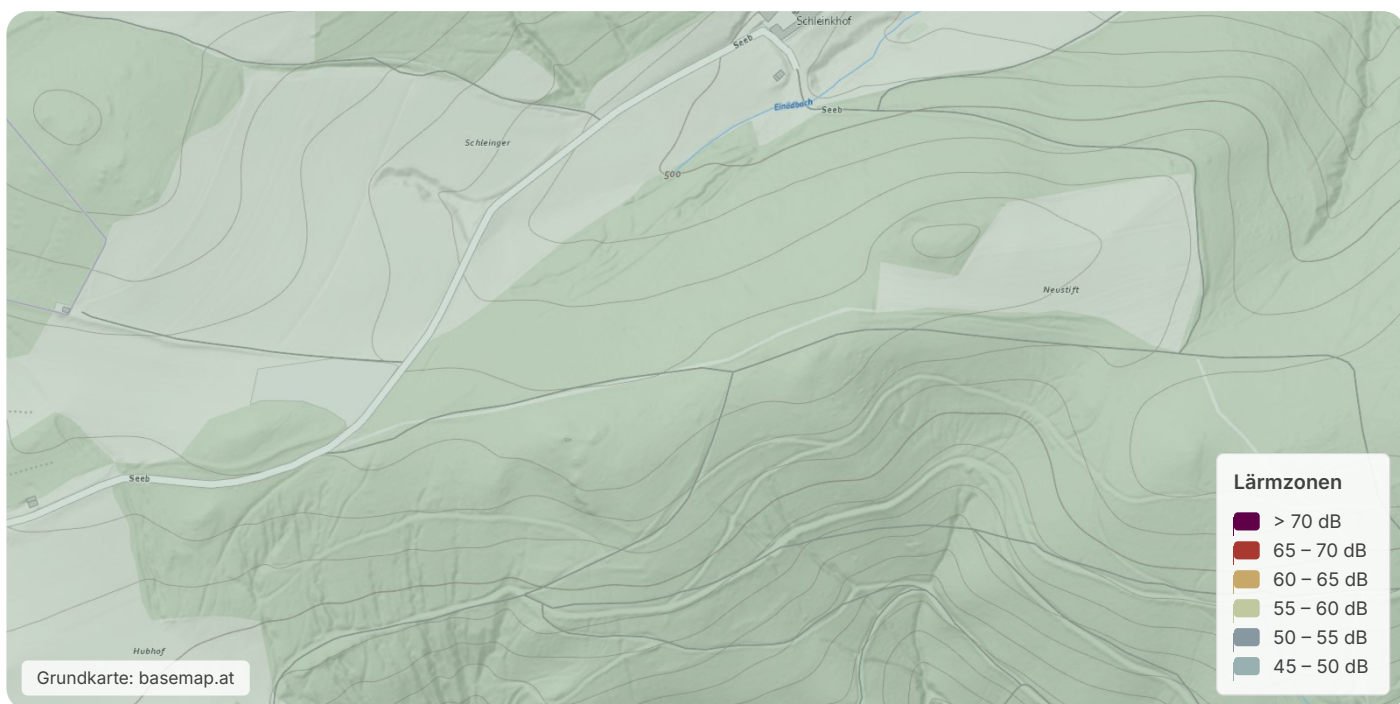 Schleinkhof
Seeb
Einödbach
Seeb
Schleinger
500
Neustift
Seeb
Hubhof
Lärmzonen
> 70 dB
65 – 70 dB
60 – 65 dB
55 – 60 dB
50 – 55 dB
45 – 50 dB
Grundkarte: basemap.at